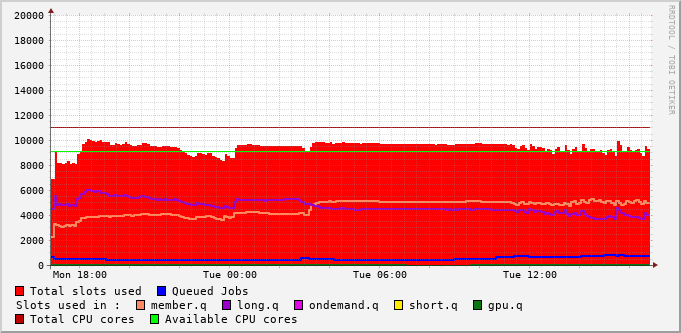 RRDTOOL / TOBI OETIKER
20000
18000
16000
14000
12000
10000
8000
6000
4000
2000
0
Mon 18:00 Tue 00:00 Tue 06:00 Tue 12:00
Total slots used Queued Jobs
Slots used in : member.q long.q ondemand.q short.q gpu.q
Total CPU cores Available CPU cores